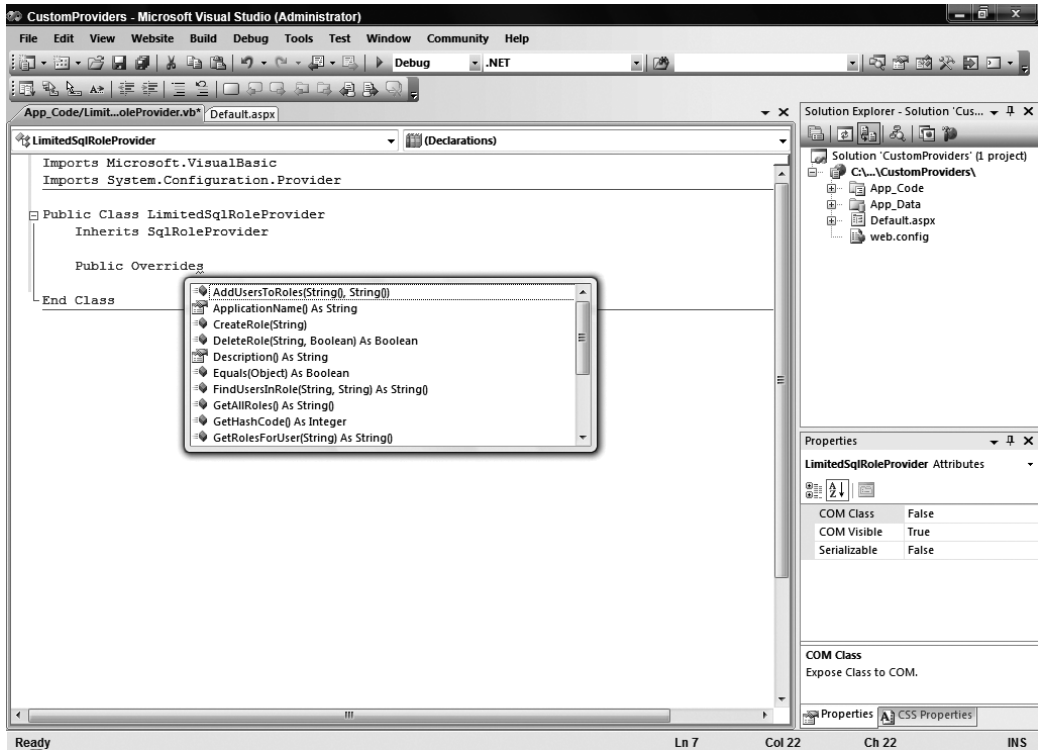 CustomProviders - Microsoft Visual Studio (Administrator)
File Edit View Website Build Debug Tools Test Window Community Help
Debug .NET
App_Code/Limit...oleProvider.vb* Default.aspx
LimitedSqlRoleProvider (Declarations)
Imports Microsoft.VisualBasic
Imports System.Configuration.Provider
Public Class LimitedSqlRoleProvider
Inherits SqlRoleProvider
Public Overrides
End Class
AddUsersToRoles(String(), String())
ApplicationName() As String
CreateRole(String)
DeleteRole(String, Boolean) As Boolean
Description() As String
Equals(Object) As Boolean
FindUsersInRole(String, String) As String()
GetAllRoles() As String()
GetHashCode() As Integer
GetRolesForUser(String) As String()
Solution Explorer - Solution 'Cus...
Solution 'CustomProviders' (1 project)
C:\...\CustomProviders\
App_Code
App_Data
Default.aspx
web.config
Properties
LimitedSqlRoleProvider Attributes
COM Class False
COM Visible True
Serializable False
COM Class
Expose Class to COM.
Properties CSS Properties
Ready Ln 7 Col 22 Ch 22 INS